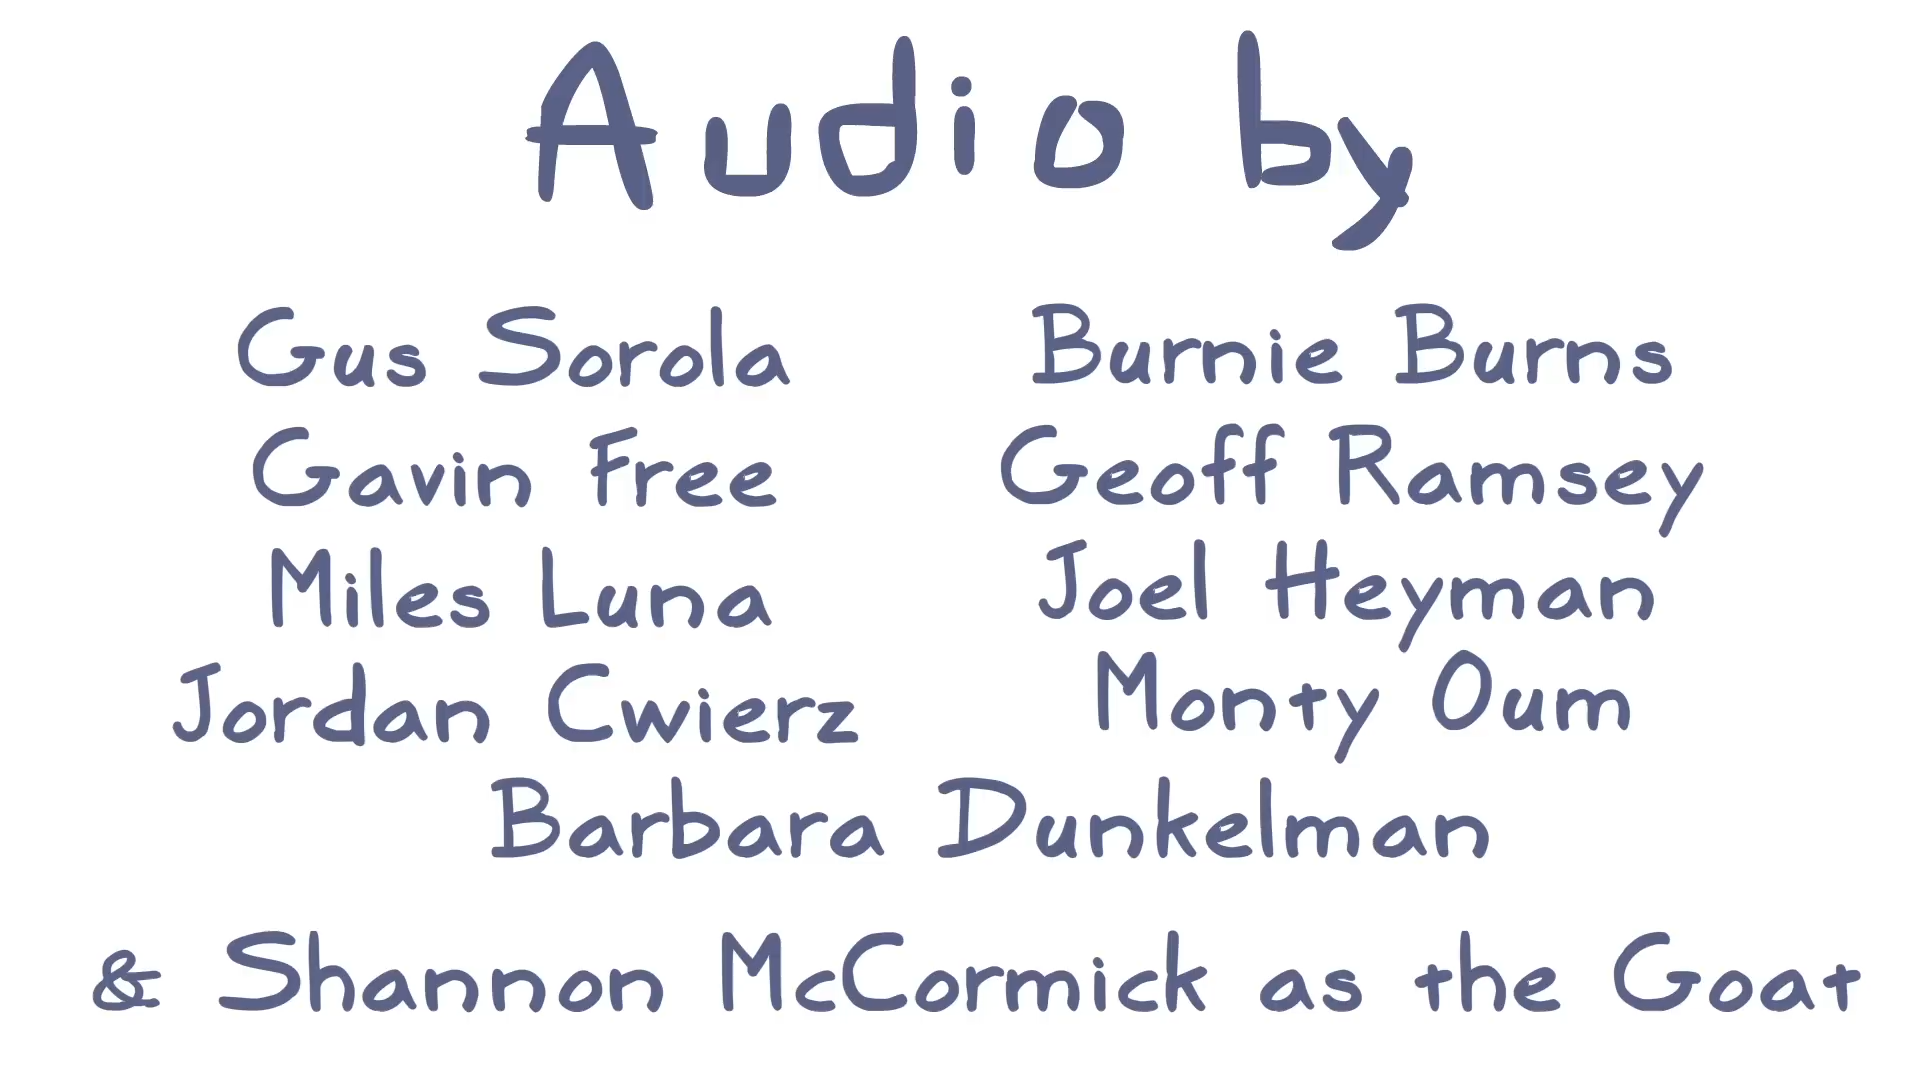 Audio by
Gus Sorola Burnie Burns
Gavin Free Geoff Ramsey
Miles Luna Joel Heyman
Jordan Cwierz Monty Oum
Barbara Dunkelman
& Shannon McCormick as the Goat